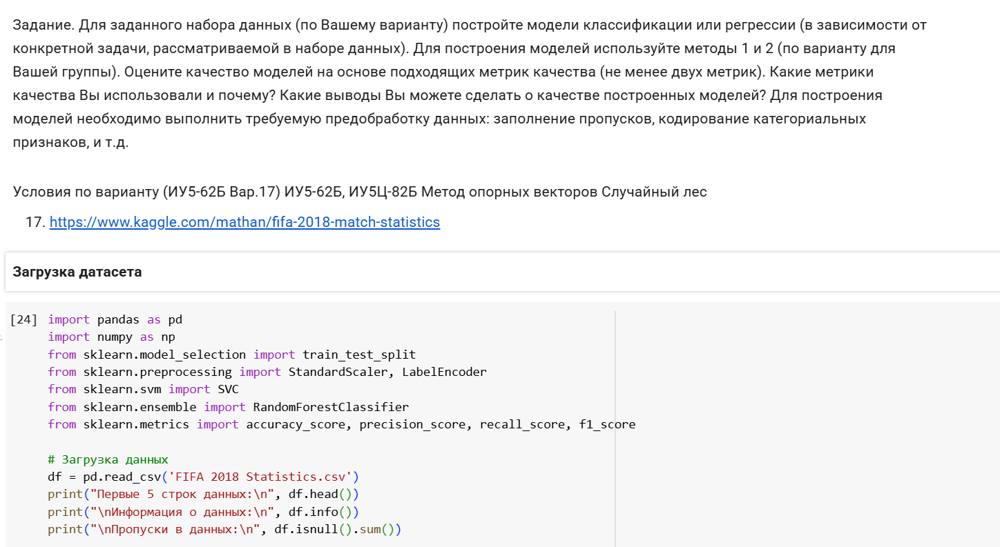 Задание. Для заданного набора данных (по Вашему варианту) постройте модели классификации или регрессии (в зависимости от
конкретной задачи, рассматриваемой в наборе данных). Для построения моделей используйте методы 1 и 2 (по варианту для
Вашей группы). Оцените качество моделей на основе подходящих метрик качества (не менее двух метрик). Какие метрики
качества Вы использовали и почему? Какие выводы Вы можете сделать о качестве построенных моделей? Для построения
моделей необходимо выполнить требуемую предобработку данных: заполнение пропусков, кодирование категориальных
признаков, и т.д.
Условия по варианту (ИУ5-62Б Вар.17) ИУ5-62Б, ИУ5Ц-82Б Метод опорных векторов Случайный лес
17. https://www.kaggle.com/mathan/fifa-2018-match-statistics
Загрузка датасета
[24] import pandas as pd
import numpy as np
from sklearn.model_selection import train_test_split
from sklearn.preprocessing import StandardScaler, LabelEncoder
from sklearn.svm import SVC
from sklearn.ensemble import RandomForestClassifier
from sklearn.metrics import accuracy_score, precision_score, recall_score, f1_score
# Загрузка данных
df = pd.read_csv('FIFA 2018 Statistics.csv')
print("Первые 5 строк данных:\n", df.head())
print("\nИнформация о данных:\n", df.info())
print("\nПропуски в данных:\n", df.isnull().sum())